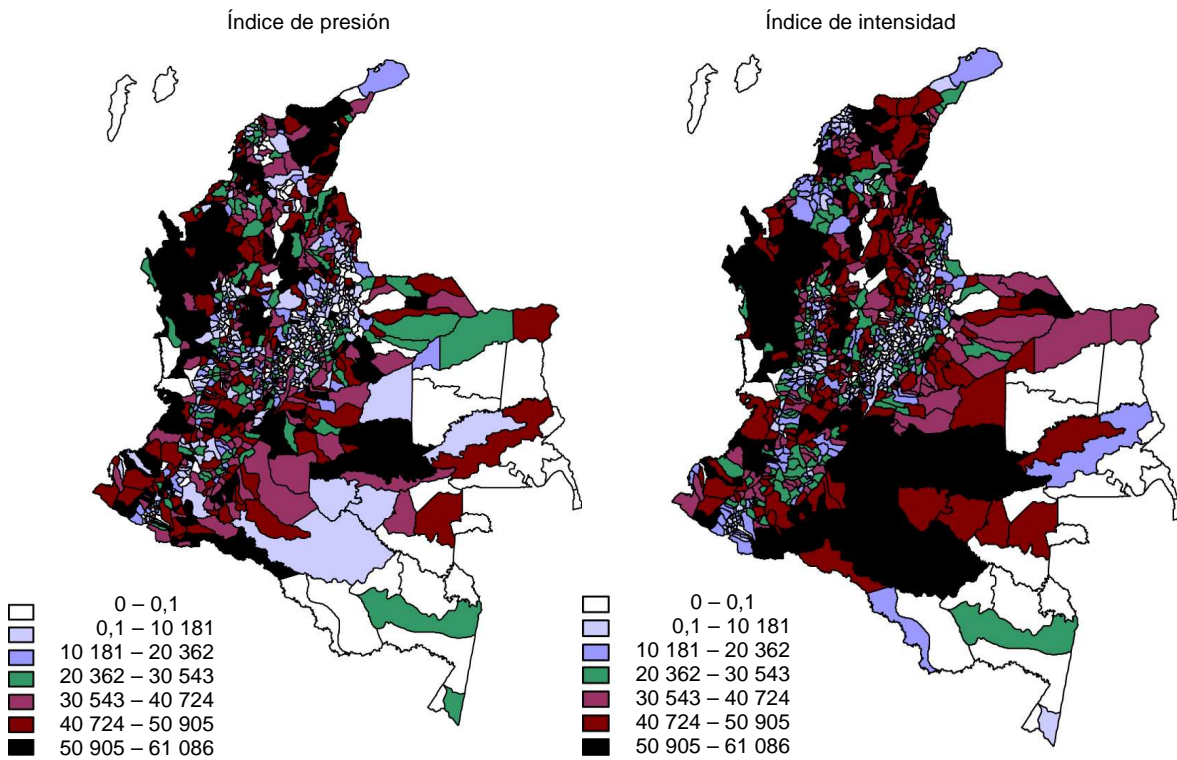 Índice de presión
0 – 0,1
0,1 – 10 181
10 181 – 20 362
20 362 – 30 543
30 543 – 40 724
40 724 – 50 905
50 905 – 61 086
Índice de intensidad
0 – 0,1
0,1 – 10 181
10 181 – 20 362
20 362 – 30 543
30 543 – 40 724
40 724 – 50 905
50 905 – 61 086